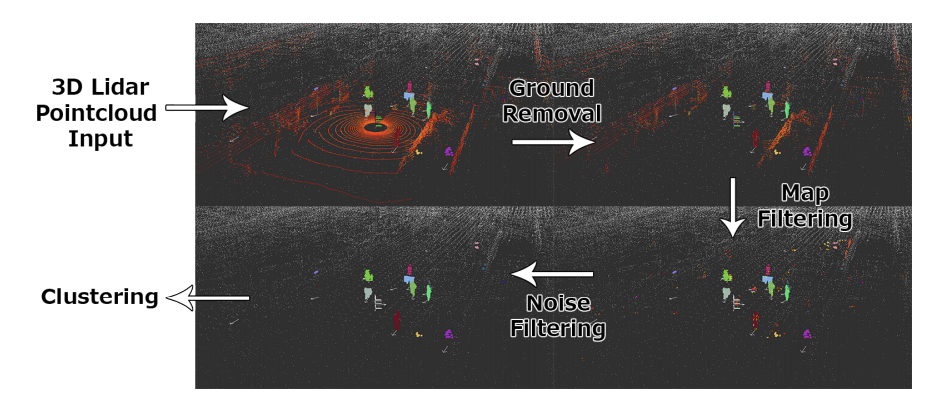 3D Lidar
Pointcloud
Input
Ground
Removal
Map
Filtering
Noise
Filtering
Clustering